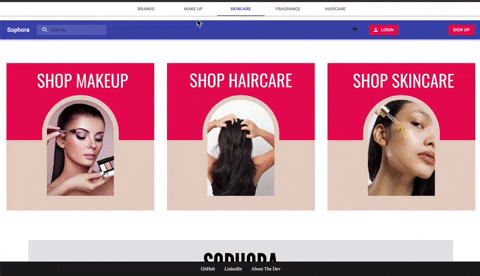 BRANDS MAKE UP SKINCARE FRAGRANCE HAIRCARE
Sophora LOGIN SIGN UP
SHOP MAKEUP SHOP HAIRCARE SHOP SKINCARE
SOPHORA
GitHub LinkedIn About The Dev